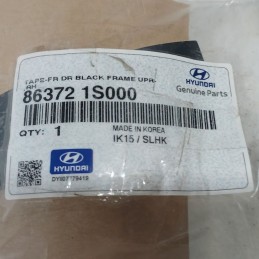 TAPE-FR DR BLACK FRAME UPR,
RH
86372 1S000
HYUNDAI
Genuine Parts
QTY: 1
MADE IN KOREA
IK15 / SLHK
HYUNDAI